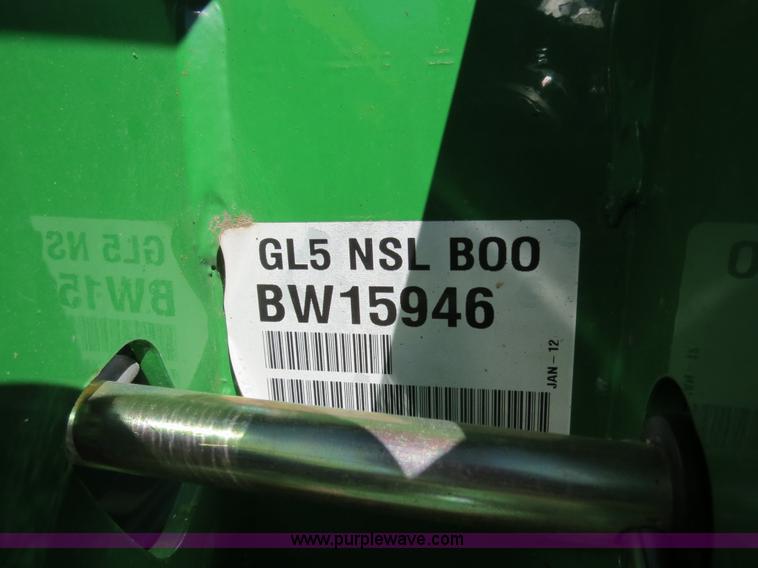 GL5 NSL BOO
BW15946
JAN-12
www.purplewave.com